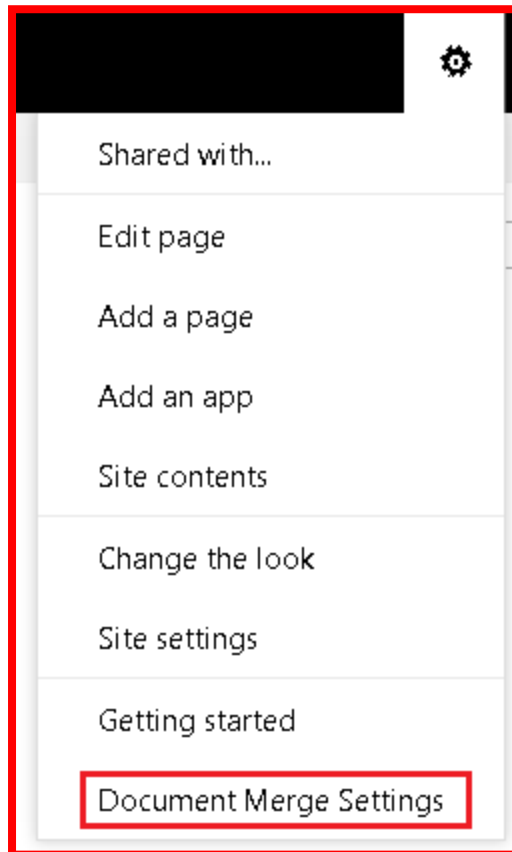 Shared with...
Edit page
Add a page
Add an app
Site contents
Change the look
Site settings
Getting started
Document Merge Settings